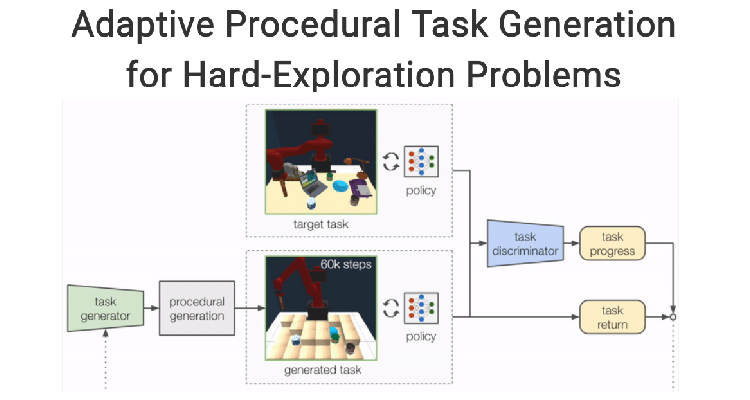 Adaptive Procedural Task Generation
for Hard-Exploration Problems
policy
target task
task
discriminator
task
progress
60k steps
task
generator
procedural
generation
policy
generated task
task
return